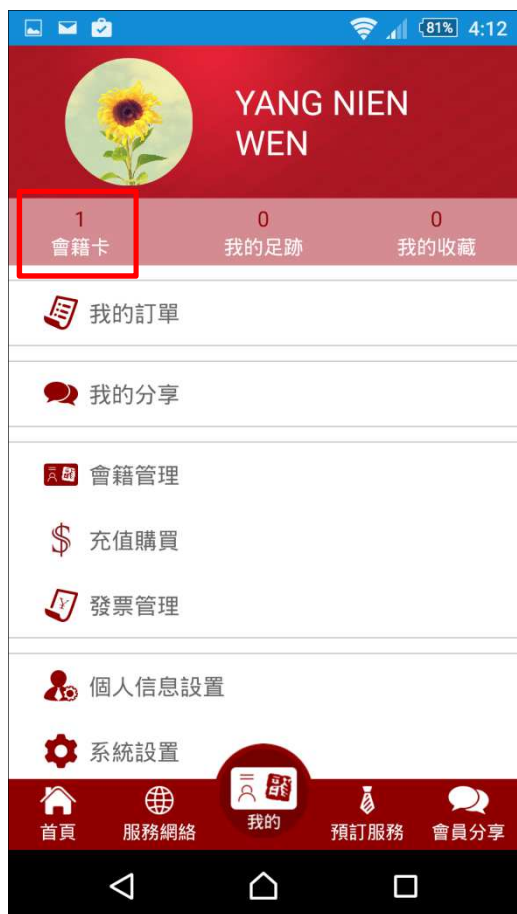 81% 4:12
YANG NIEN
WEN
1 0 0
會籍卡 我的足跡 我的收藏
我的訂單
我的分享
會籍管理
$ 充值購買
¥ 發票管理
個人信息設置
系統設置
首頁 服務網絡 我的 預訂服務 會員分享